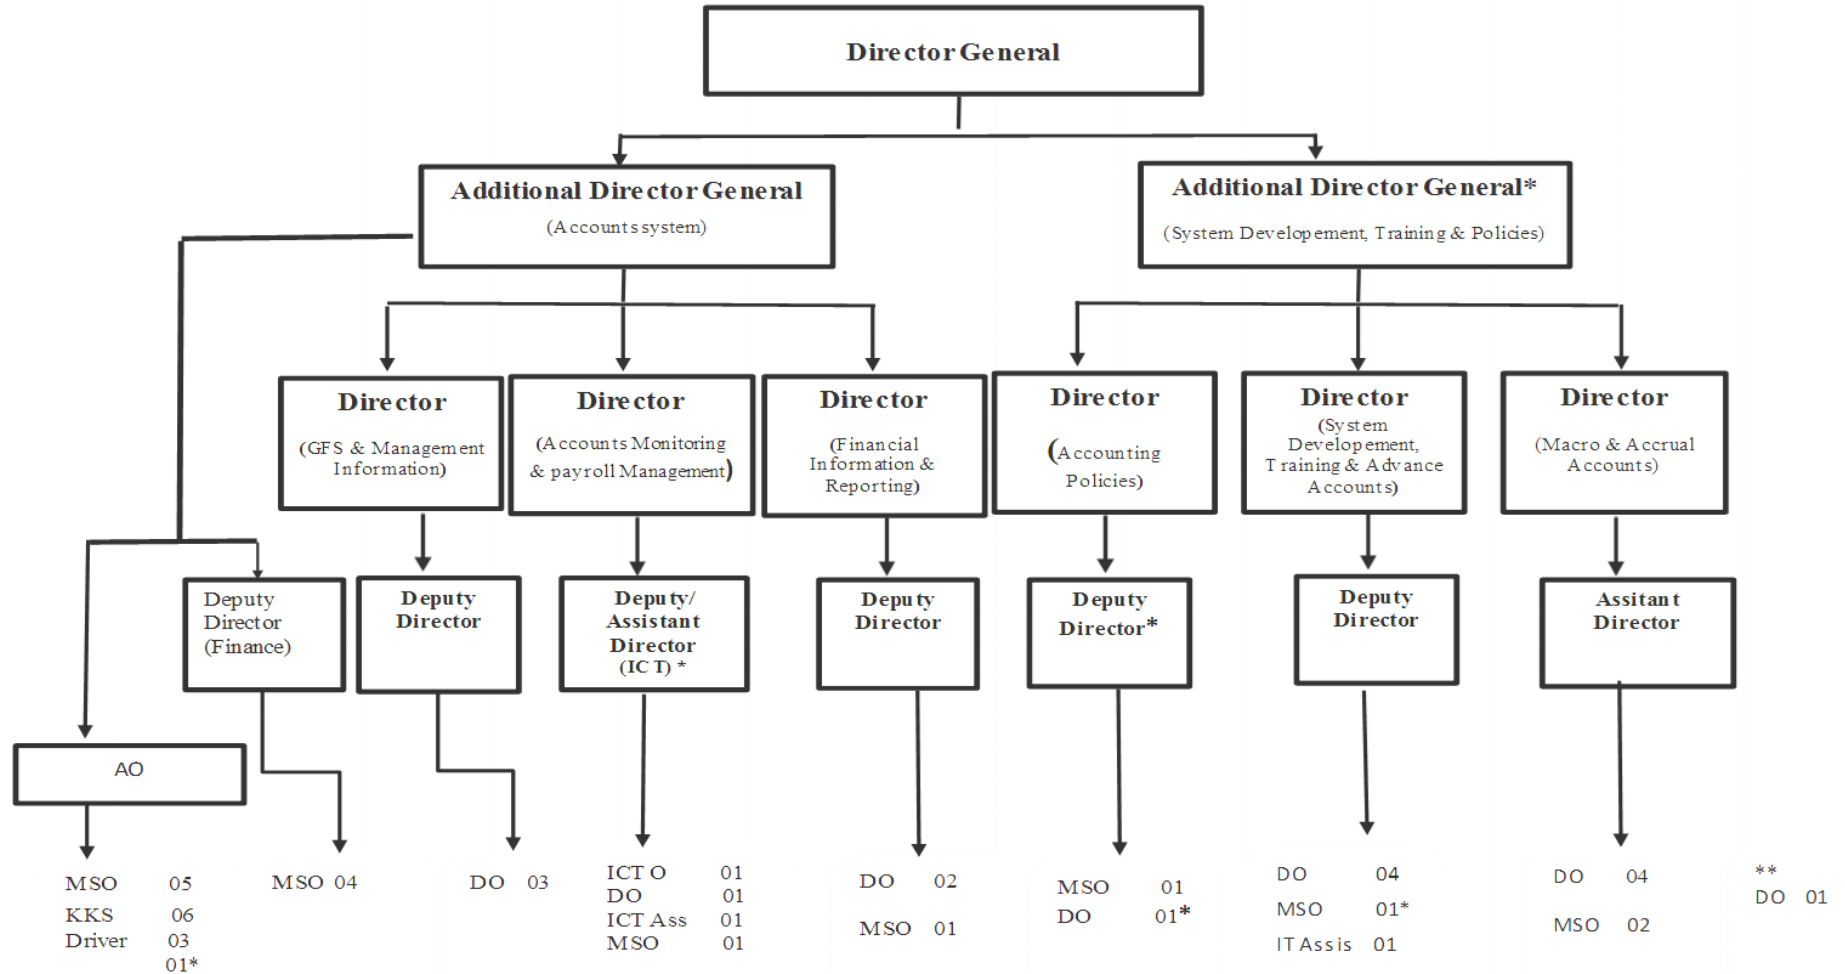 Director General
Additional Director General
(Accounts system)
Additional Director General*
(System Developement, Training & Policies)
Director
(GFS & Management
Information)
Director
(Accounts Monitoring
& payroll Management)
Director
(Financial
Information &
Reporting)
Director
(Accounting
Policies)
Director
(System
Developement,
Training & Advance
Accounts)
Director
(Macro & Accrual
Accounts)
Deputy
Director
(Finance)
Deputy
Director
Deputy/
Assistant
Director
(ICT) *
Deputy
Director
Deputy
Director*
Deputy
Director
Assitant
Director
AO
MSO 05
KKS 06
Driver 03
01*
MSO 04
DO 03
ICT O 01
DO 01
ICT Ass 01
MSO 01
DO 02
MSO 01
MSO 01
DO 01*
DO 04
MSO 01*
IT Assis 01
DO 04
MSO 02
**
DO 01